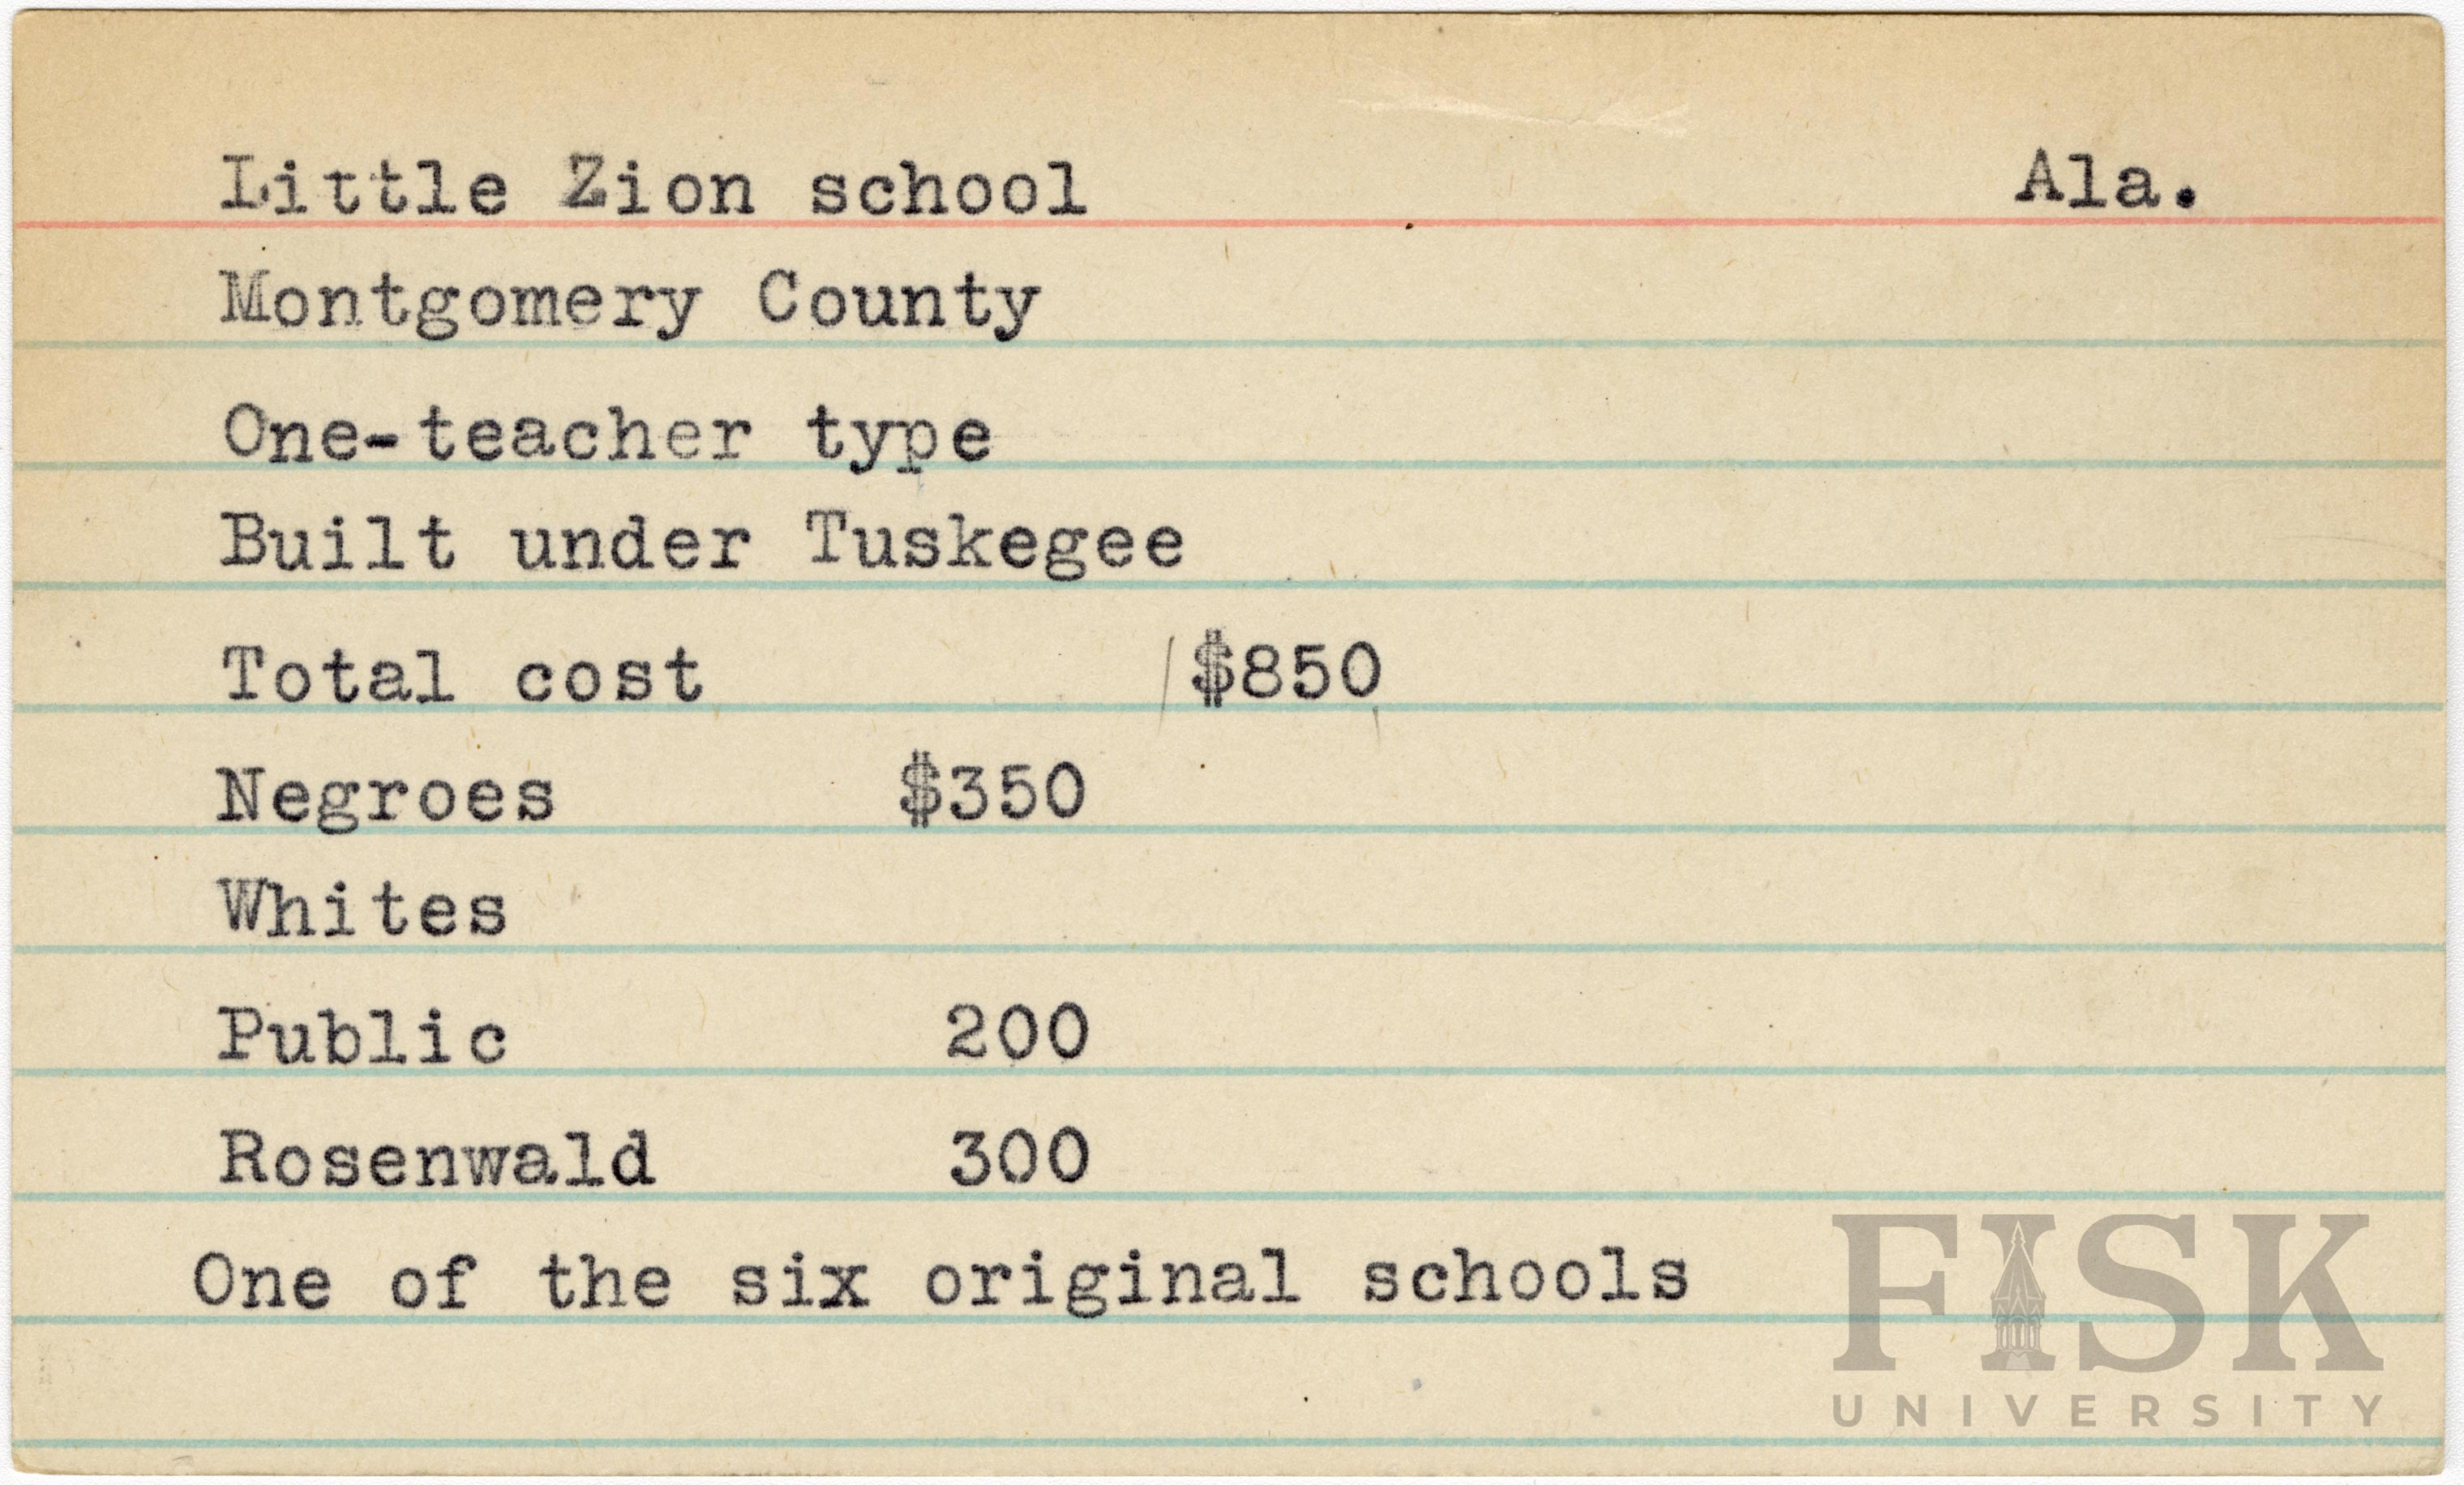 Little Zion school Ala.
Montgomery County
One-teacher type
Built under Tuskegee
Total cost $850
Negroes $350
Whites
Public 200
Rosenwald 300
One of the six original schools
FISK
UNIVERSITY